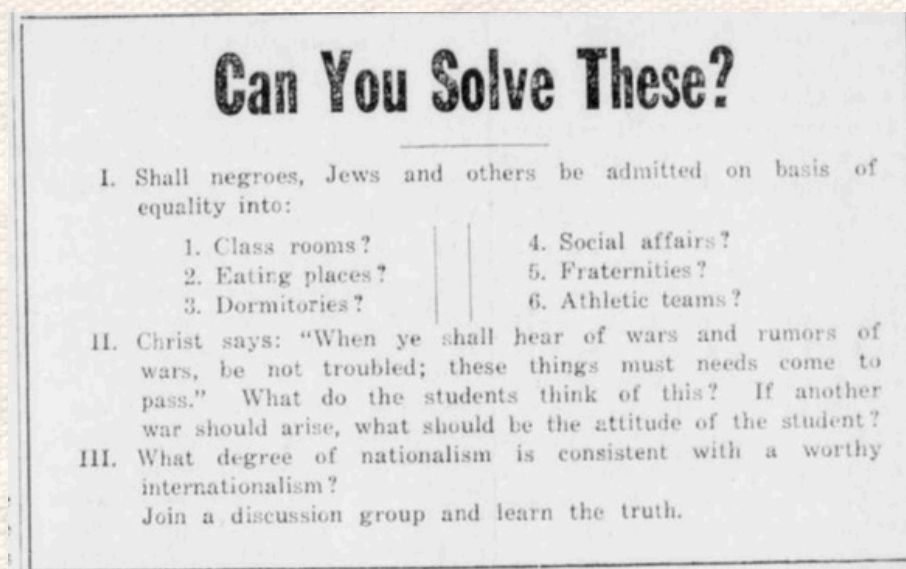 Can You Solve These?
I. Shall negroes, Jews and others be admitted on basis of
equality into:
1. Class rooms?
2. Eating places?
3. Dormitories?
4. Social affairs?
5. Fraternities?
6. Athletic teams?
II. Christ says: "When ye shall hear of wars and rumors of
wars, be not troubled; these things must needs come to
pass." What do the students think of this? If another
war should arise, what should be the attitude of the student?
III. What degree of nationalism is consistent with a worthy
internationalism?
Join a discussion group and learn the truth.